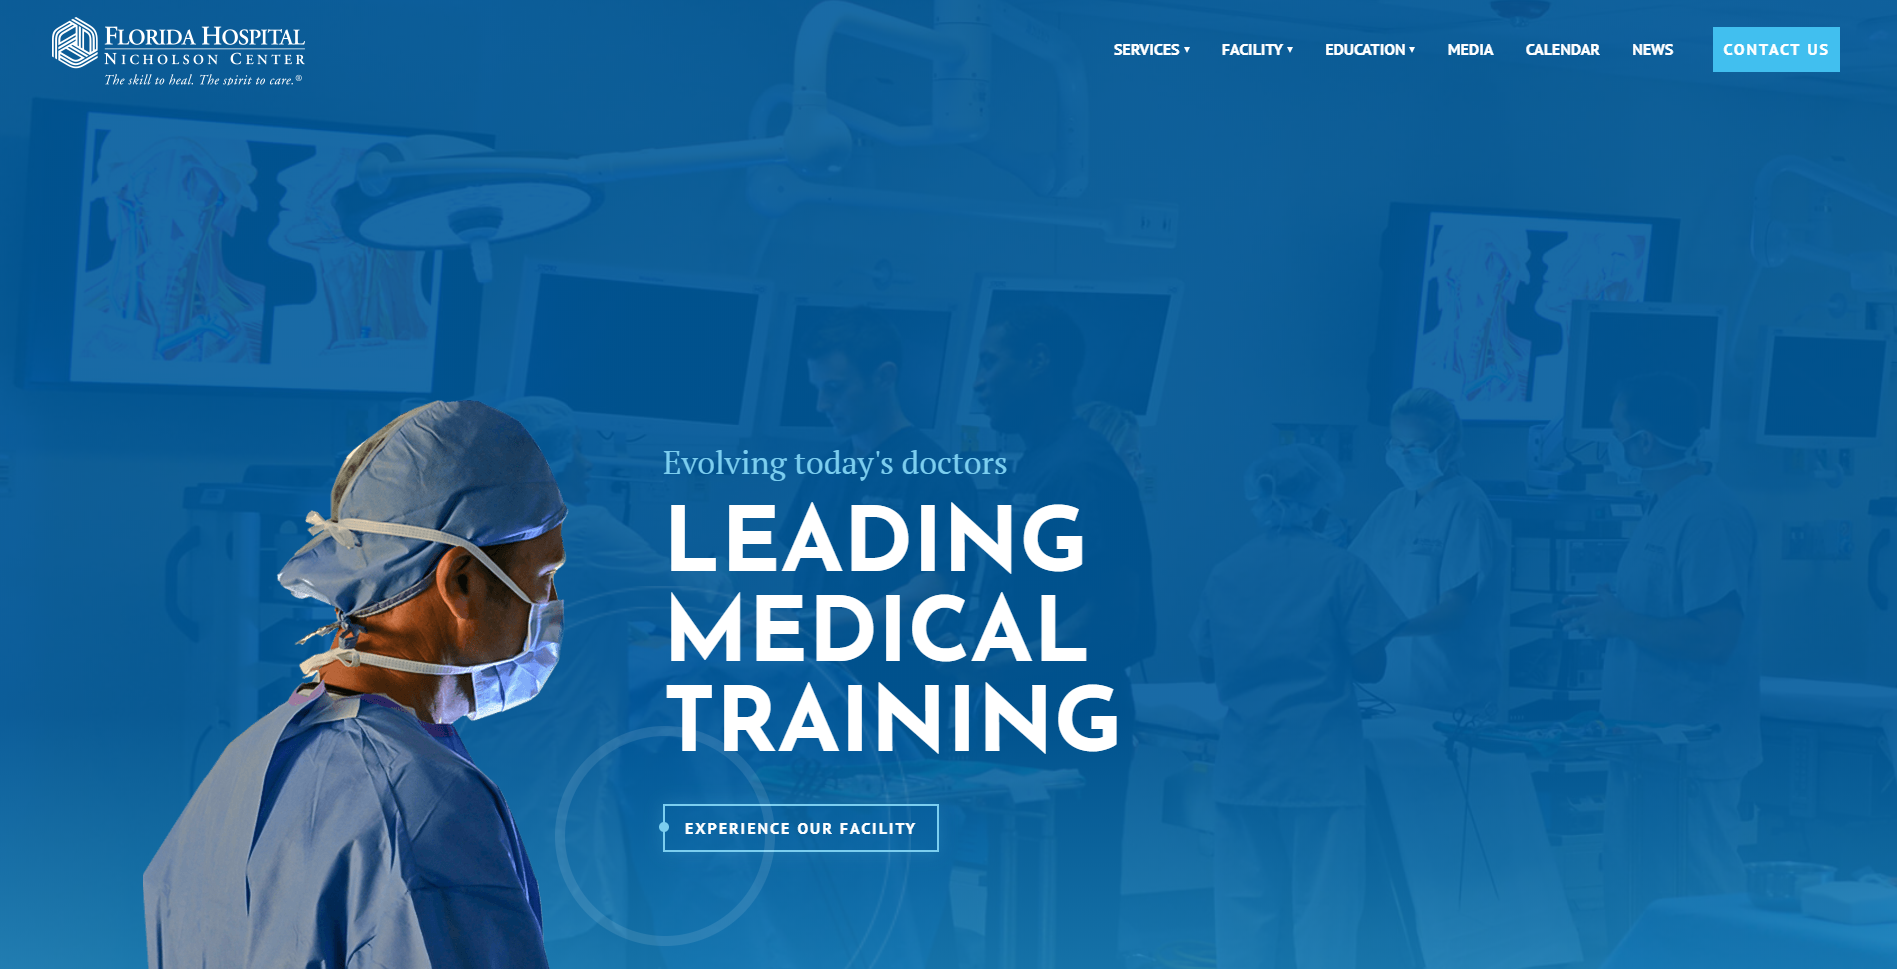 FLORIDA HOSPITAL
NICHOLSON CENTER
The skill to heal. The spirit to care.®
SERVICES ▾
FACILITY ▾
EDUCATION ▾
MEDIA
CALENDAR
NEWS
CONTACT US
Evolving today's doctors
LEADING
MEDICAL
TRAINING
EXPERIENCE OUR FACILITY